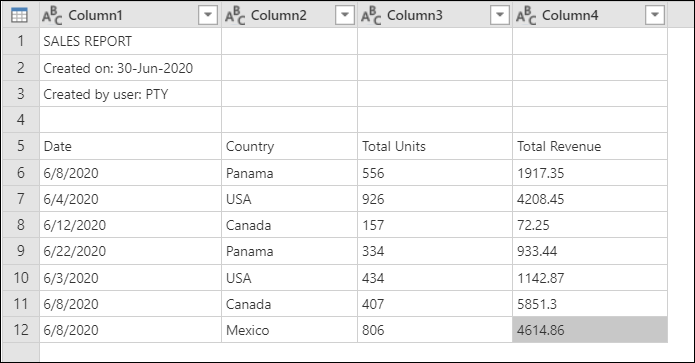 ABC Column1 ABC Column2 ABC Column3 ABC Column4
1 SALES REPORT
2 Created on: 30-Jun-2020
3 Created by user: PTY
4
5 Date Country Total Units Total Revenue
6 6/8/2020 Panama 556 1917.35
7 6/4/2020 USA 926 4208.45
8 6/12/2020 Canada 157 72.25
9 6/22/2020 Panama 334 933.44
10 6/3/2020 USA 434 1142.87
11 6/8/2020 Canada 407 5851.3
12 6/8/2020 Mexico 806 4614.86